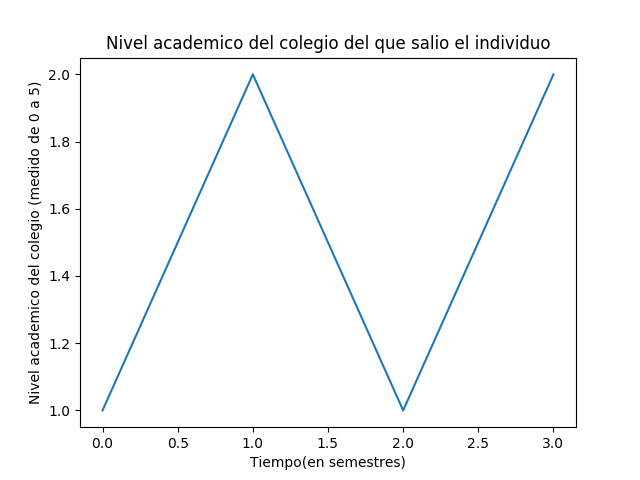 Nivel academico del colegio del que salio el individuo
Nivel academico del colegio (medido de 0 a 5)
2.0
1.8
1.6
1.4
1.2
1.0
0.0 0.5 1.0 1.5 2.0 2.5 3.0
Tiempo(en semestres)